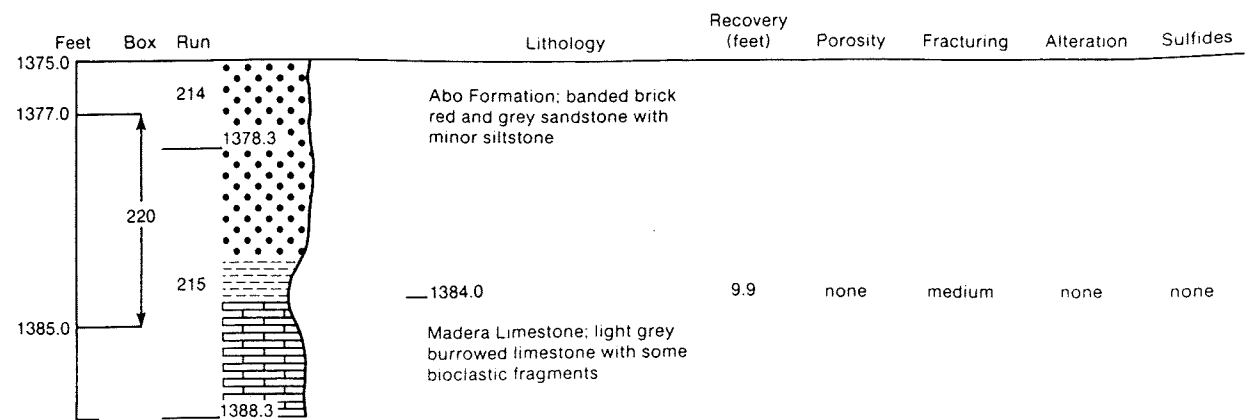 Feet Box Run Lithology Recovery (feet) Porosity Fracturing Alteration Sulfides
1375.0
214
Abo Formation; banded brick
red and grey sandstone with
minor siltstone
1377.0
1378.3
220
215
1384.0 9.9 none medium none none
1385.0
Madera Limestone; light grey
burrowed limestone with some
bioclastic fragments
1388.3